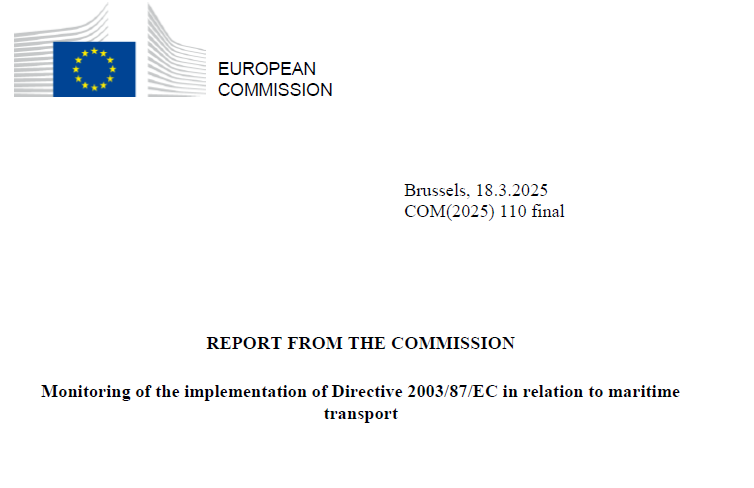 EUROPEAN
COMMISSION
Brussels, 18.3.2025
COM(2025) 110 final
REPORT FROM THE COMMISSION
Monitoring of the implementation of Directive 2003/87/EC in relation to maritime
transport